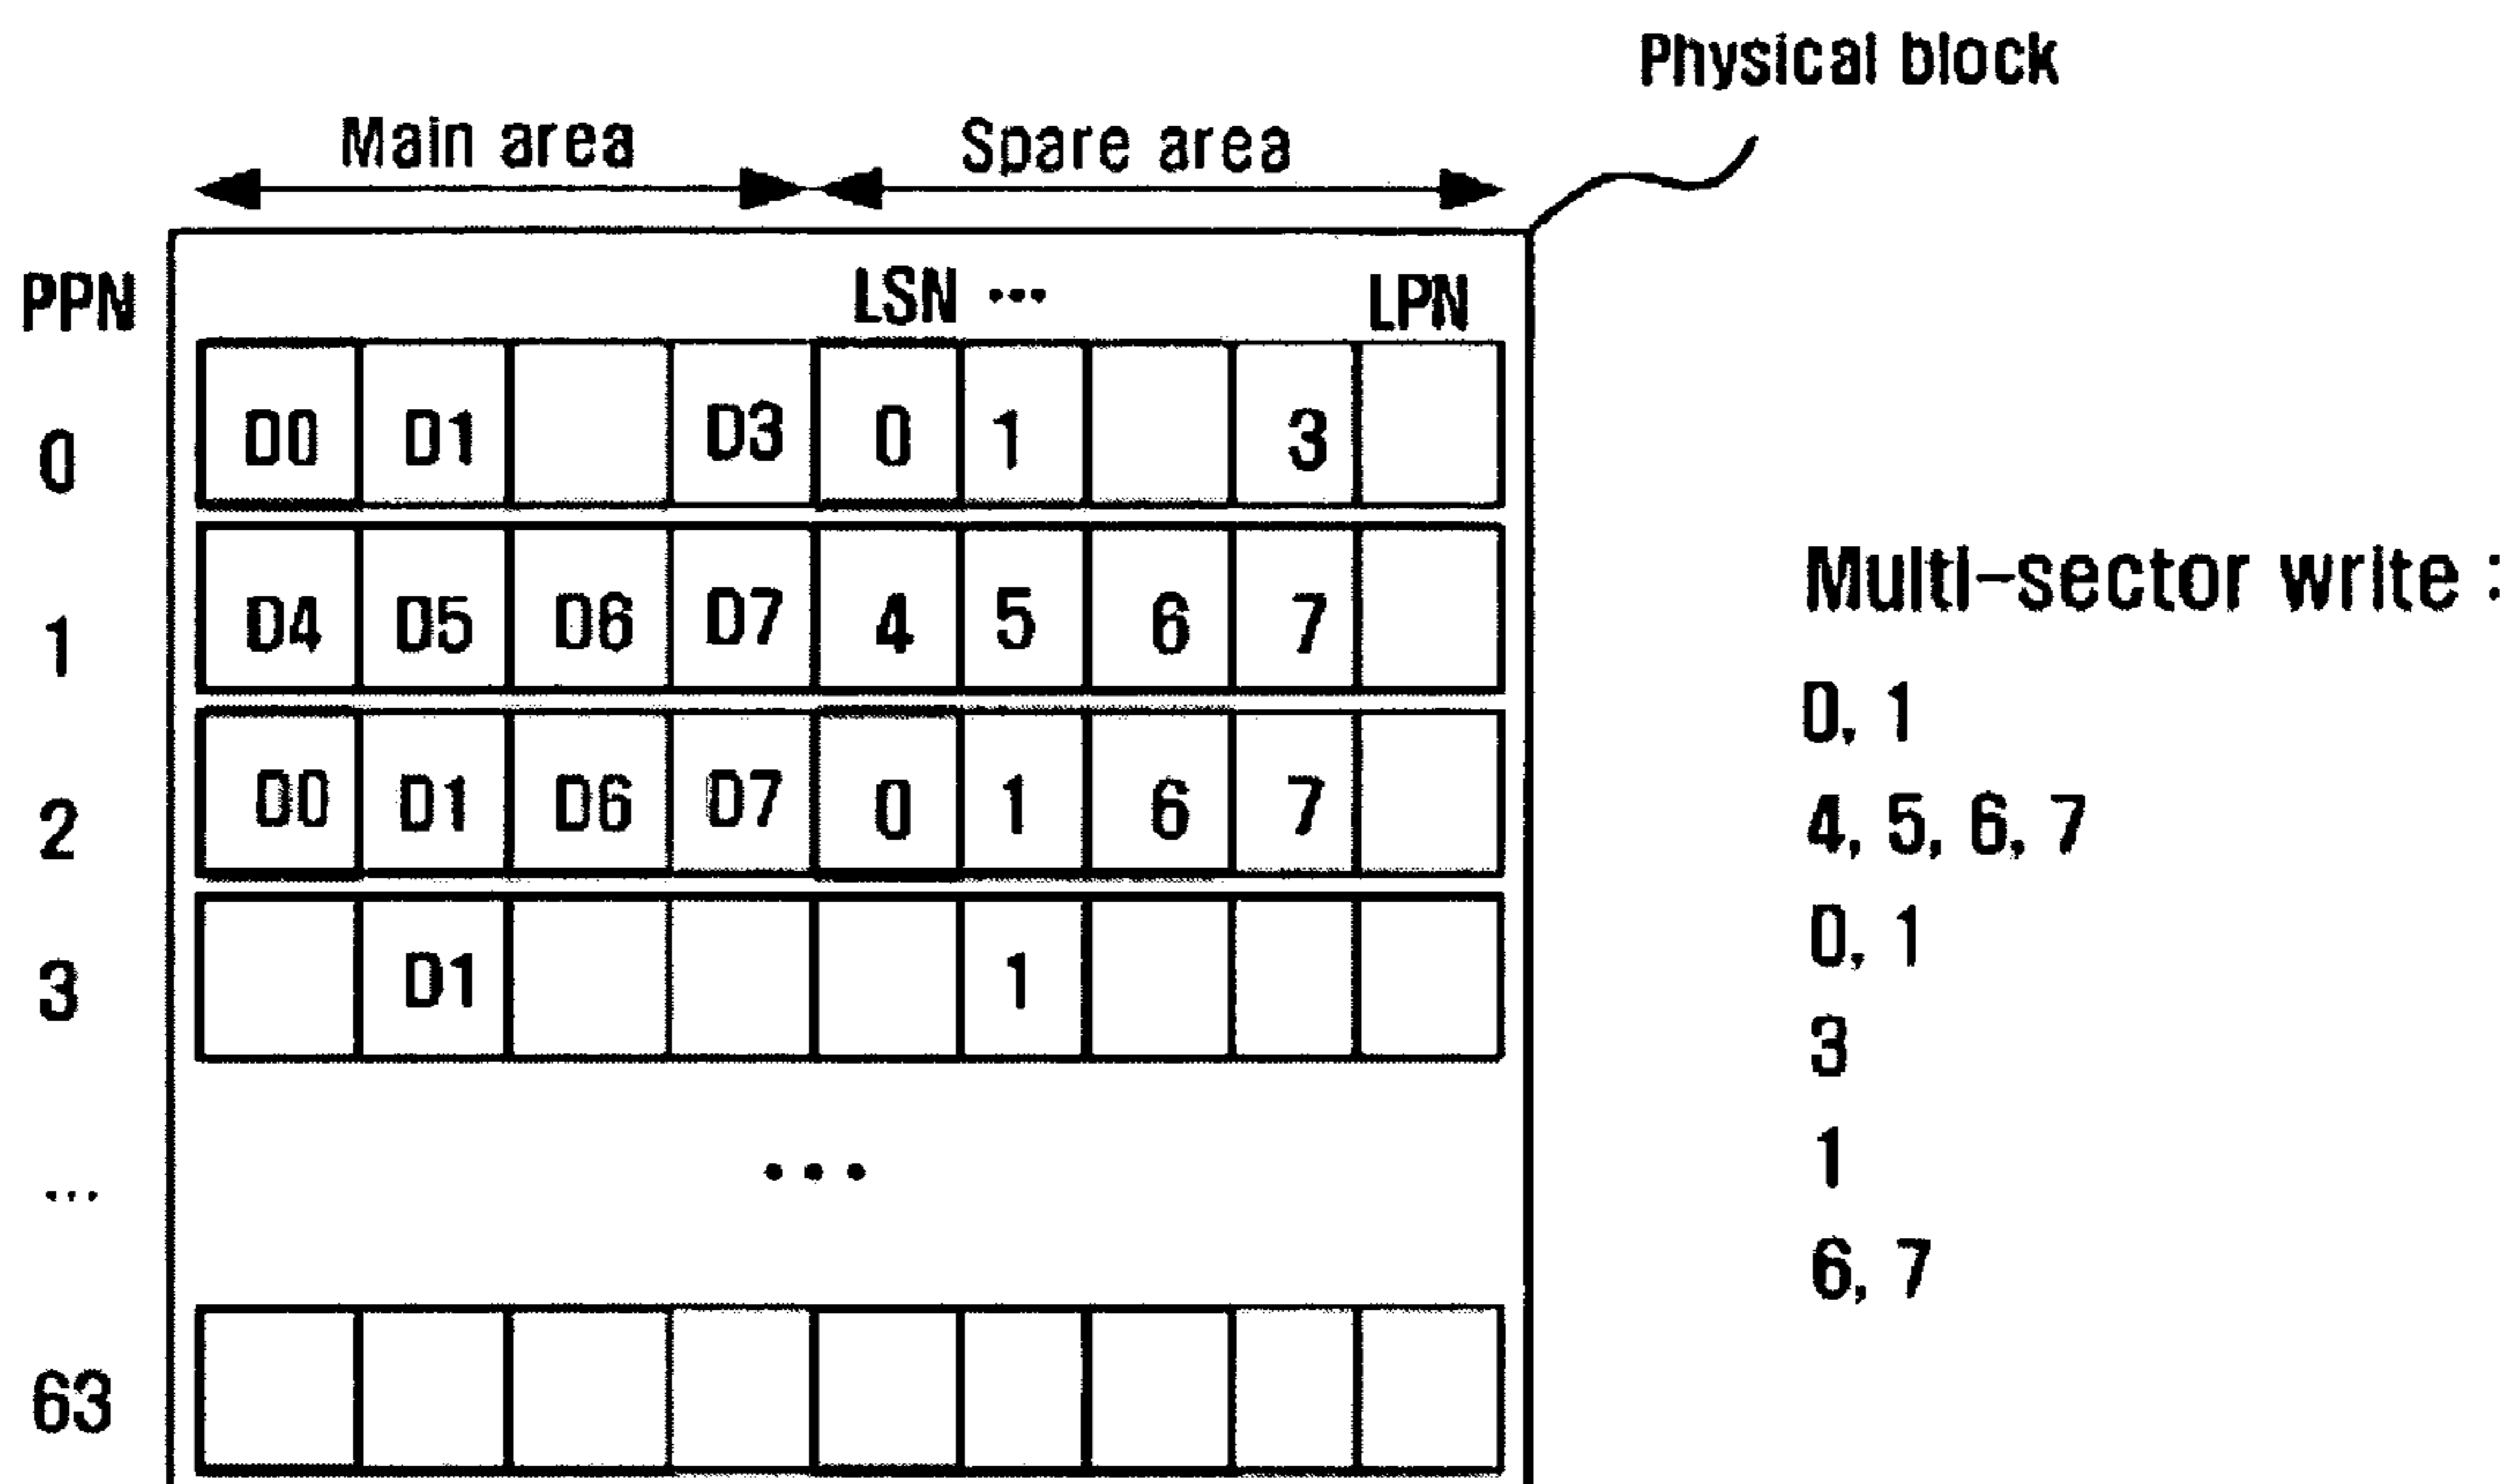 Physical block
Main area Spare area
PPN LSN ••• LPN
0 D0 D1 D3 0 1 3
1 D4 D5 D6 D7 4 5 6 7
2 D0 D1 D6 D7 0 1 6 7
3 D1 1
... •••
63
Multi-sector write :
0, 1
4, 5, 6, 7
0, 1
3
1
6, 7